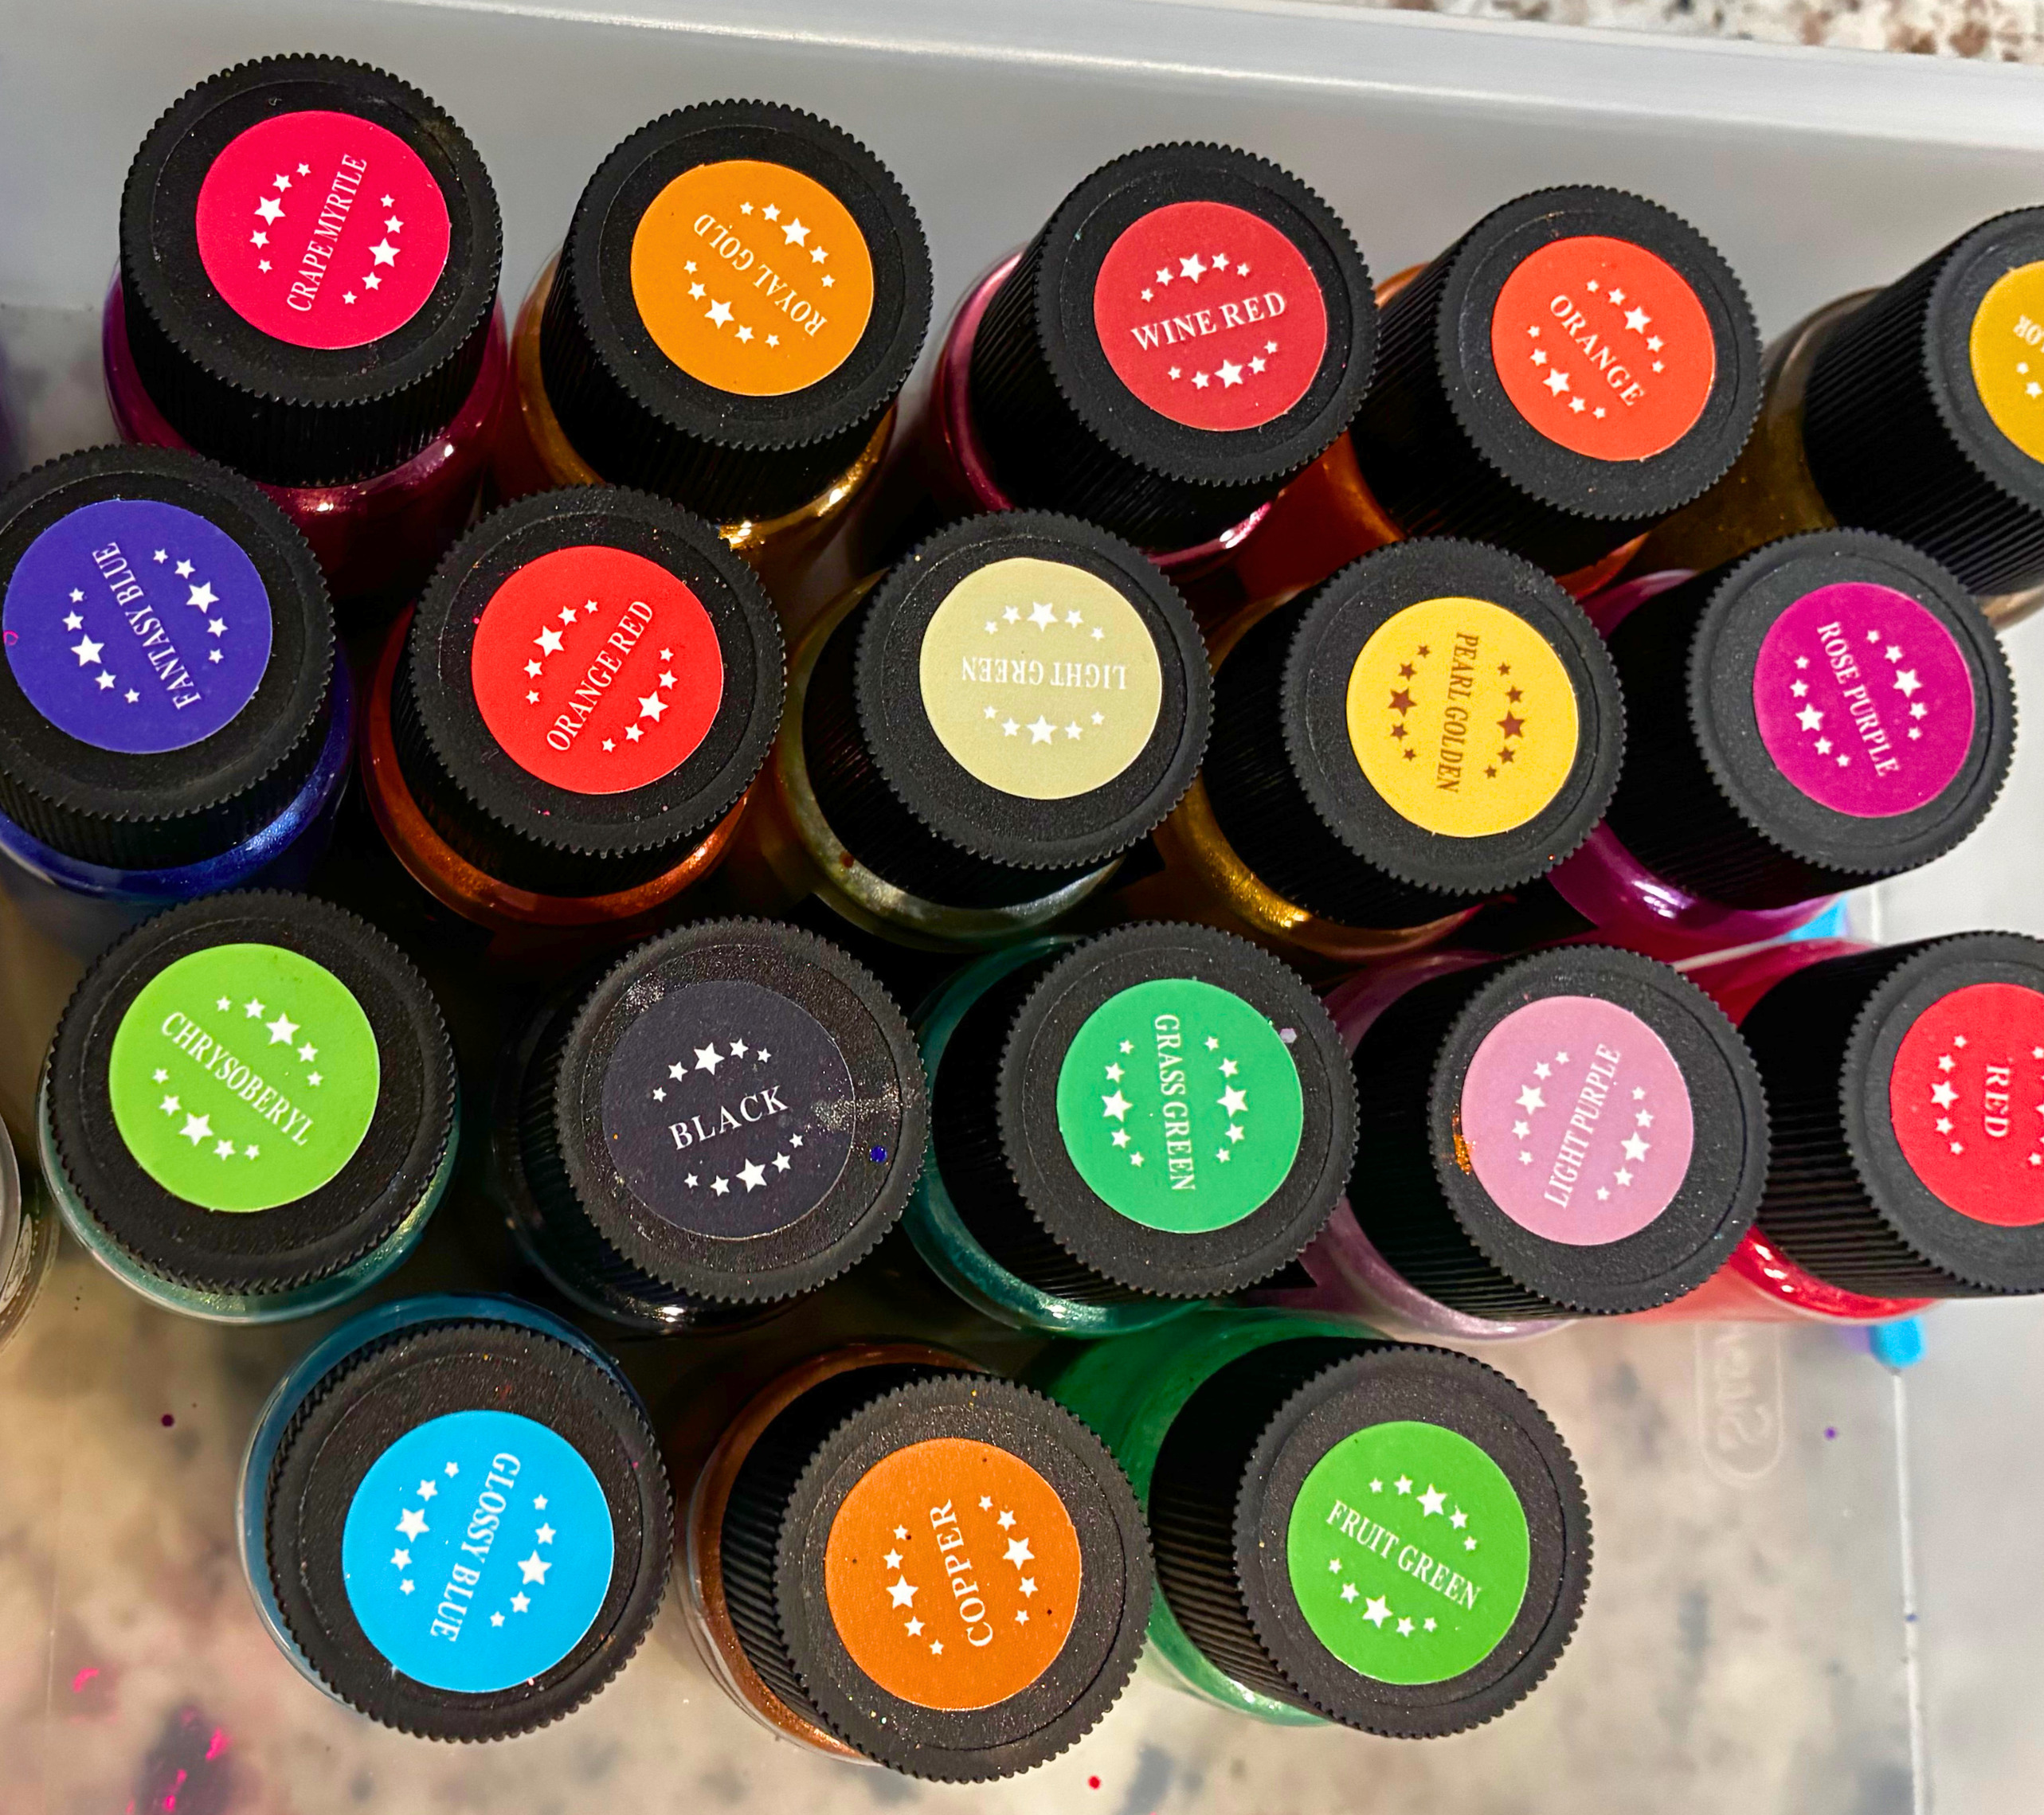 CRAPE MYRTLE
ROYAL GOLD
WINE RED
ORANGE
FANTASY BLUE
ORANGE RED
LIGHT GREEN
PEARL GOLDEN
ROSE PURPLE
CHRYSOBERYL
BLACK
GRASS GREEN
LIGHT PURPLE
RED
GLOSSY BLUE
COPPER
FRUIT GREEN